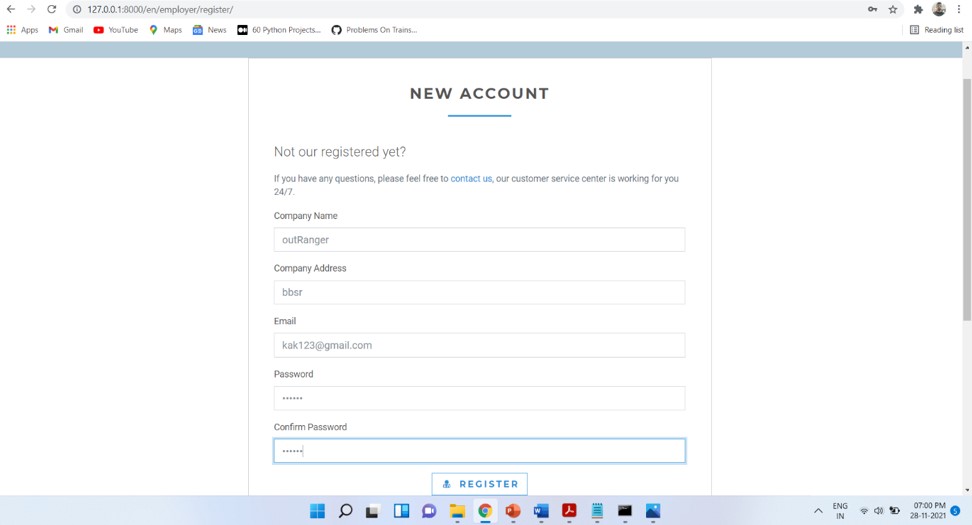 127.0.0.1:8000/en/employer/register/
Apps Gmail YouTube Maps News 60 Python Projects... Problems On Trains... Reading list
NEW ACCOUNT
Not our registered yet?
If you have any questions, please feel free to contact us, our customer service center is working for you
24/7.
Company Name
outRanger
Company Address
bbsr
Email
kak123@gmail.com
Password
••••••
Confirm Password
••••••
REGISTER
ENG
IN
07:00 PM
28-11-2021
5